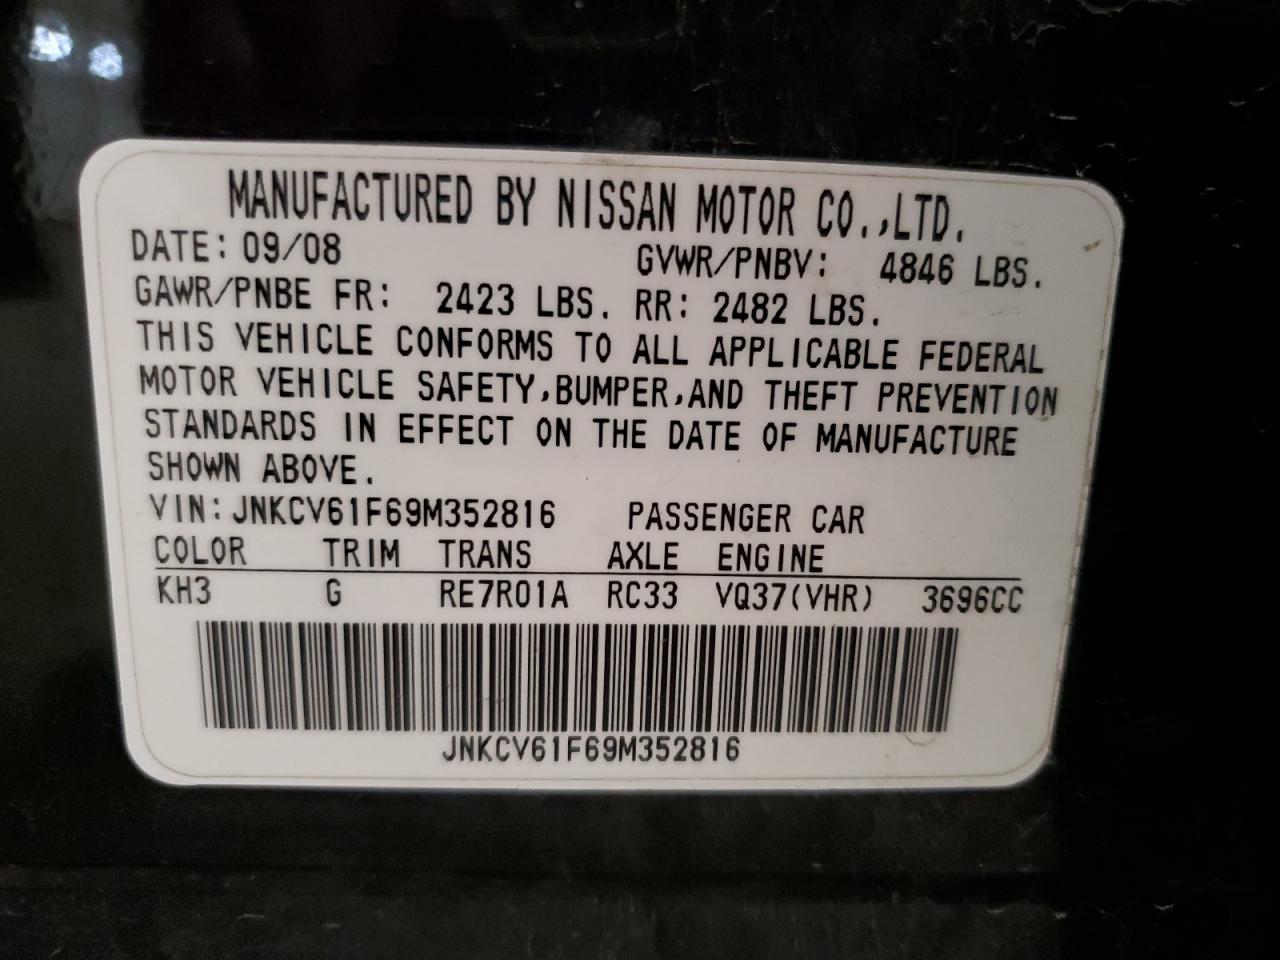 MANUFACTURED BY NISSAN MOTOR CO.,LTD.
DATE: 09/08 GVWR/PNBV: 4846 LBS.
GAWR/PNBE FR: 2423 LBS. RR: 2482 LBS.
THIS VEHICLE CONFORMS TO ALL APPLICABLE FEDERAL
MOTOR VEHICLE SAFETY,BUMPER,AND THEFT PREVENTION
STANDARDS IN EFFECT ON THE DATE OF MANUFACTURE
SHOWN ABOVE.
VIN: JNKCV61F69M352816 PASSENGER CAR
COLOR TRIM TRANS AXLE ENGINE
KH3 G RE7R01A RC33 VQ37(VHR) 3696CC
JNKCV61F69M352816